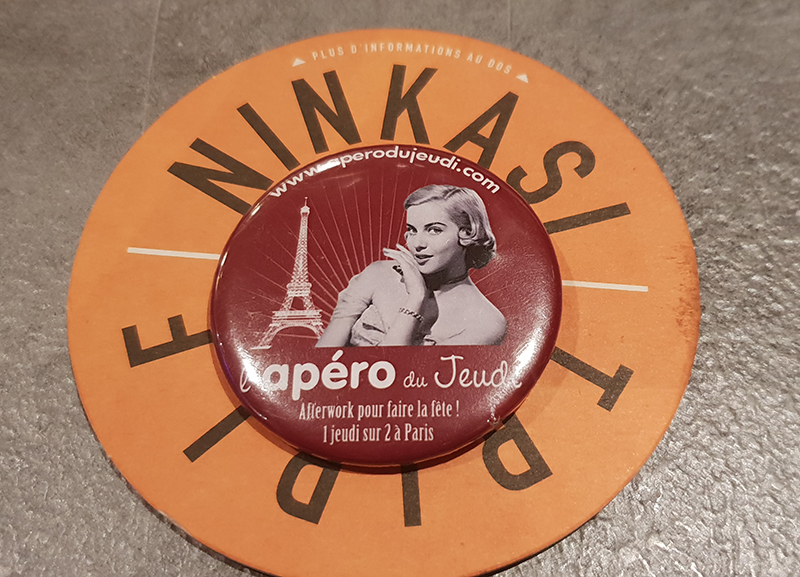 PLUS D'INFORMATIONS AU DOS
NINKASI
www.aperodujeudi.com
l'apéro du Jeudi
Afterwork pour faire la fête !
1 jeudi sur 2 à Paris